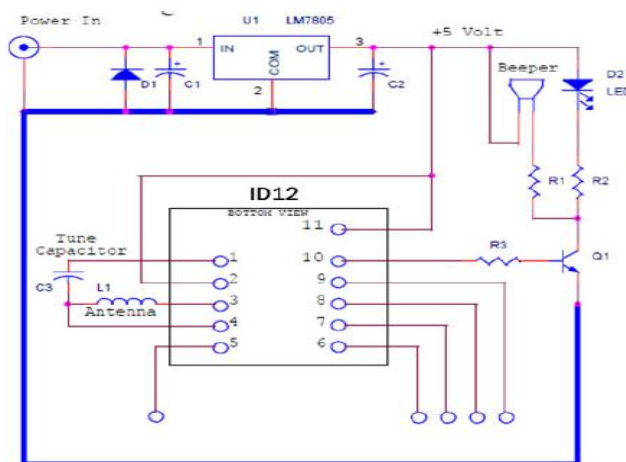 Power In
U1 LM7805
+5 Volt
1 IN OUT 3
COM
2
D1
C1
C2
Beeper
D2
LED
R1
R2
ID12
BOTTOM VIEW
11
Tune
Capacitor
1
10
R3
Q1
2
9
C3
L1
3
8
Antenna
4
7
5
6